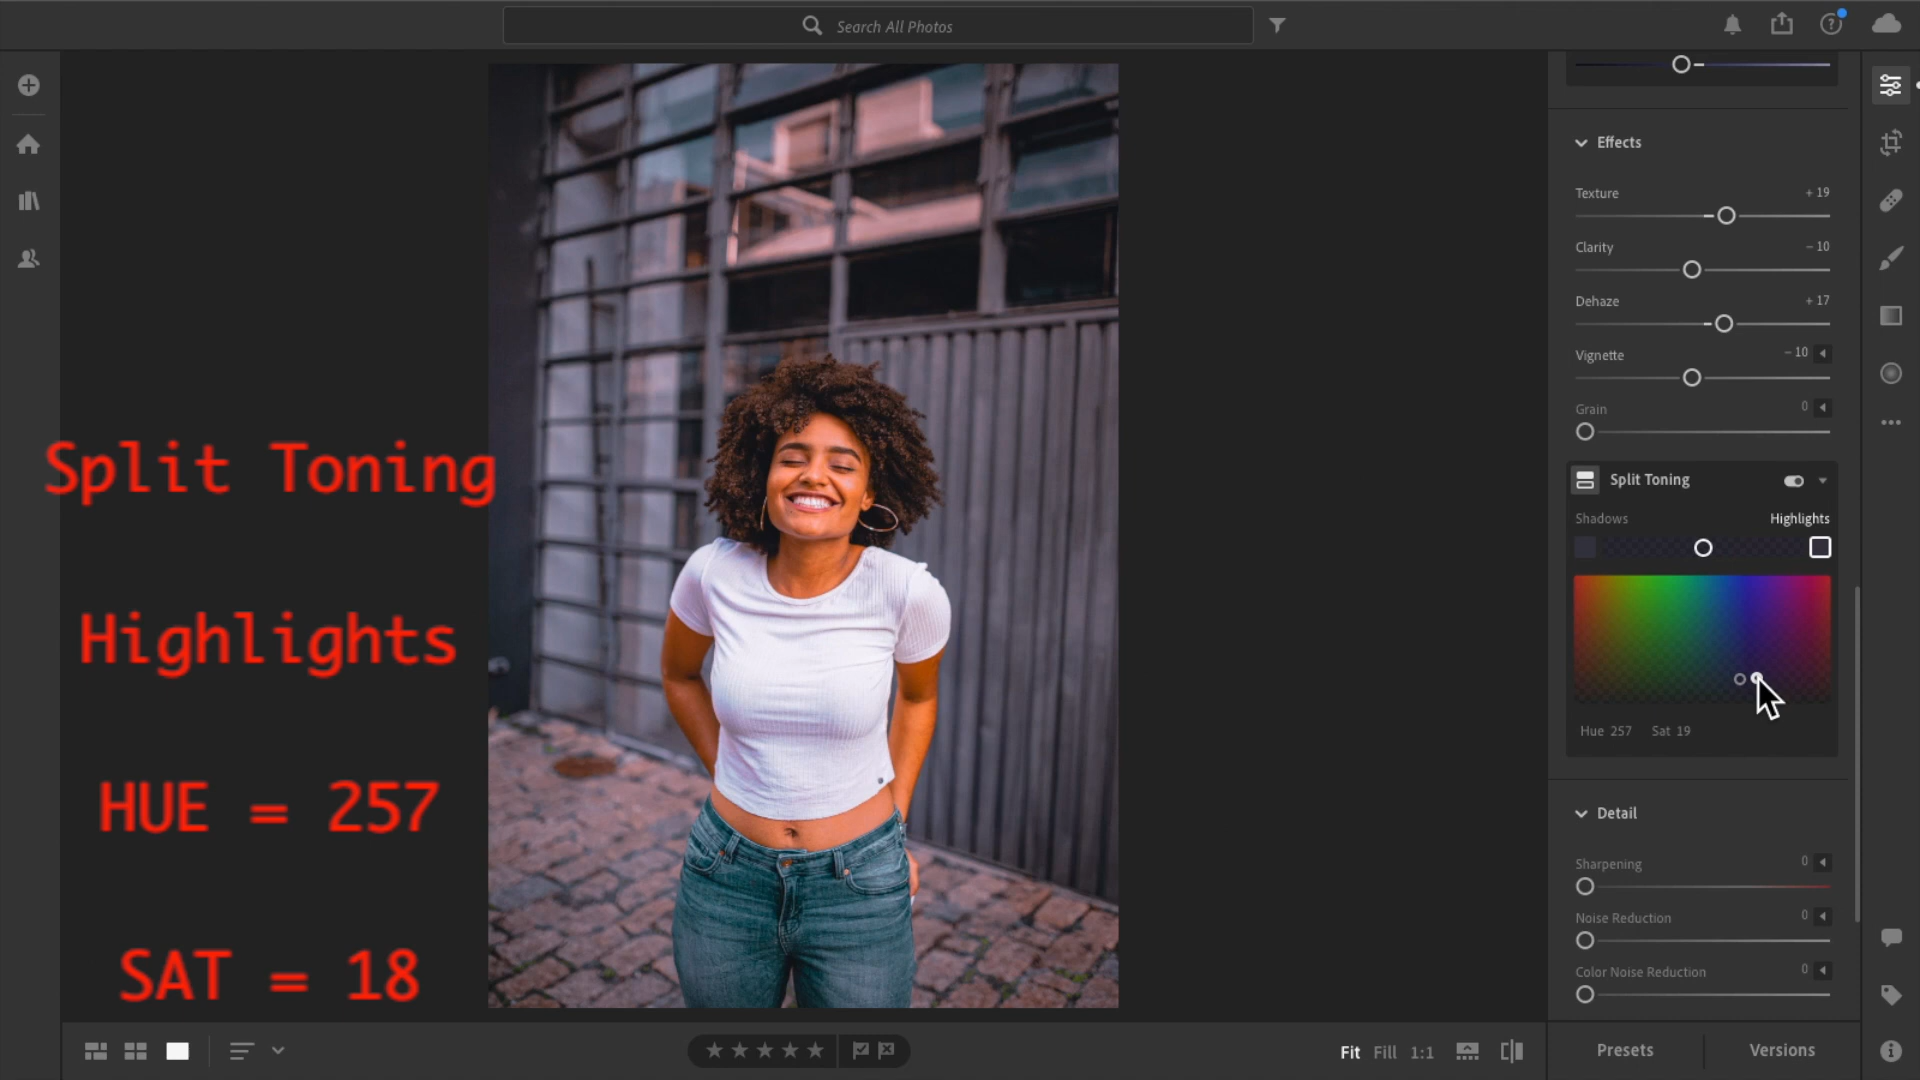 Search All Photos
Effects
Texture + 19
Clarity – 10
Dehaze + 17
Vignette – 10
Grain 0
Split Toning
Shadows Highlights
Hue 257 Sat 19
Detail
Sharpening 0
Noise Reduction 0
Color Noise Reduction 0
Split Toning
Highlights
HUE = 257
SAT = 18
Fit Fill 1:1
Presets Versions